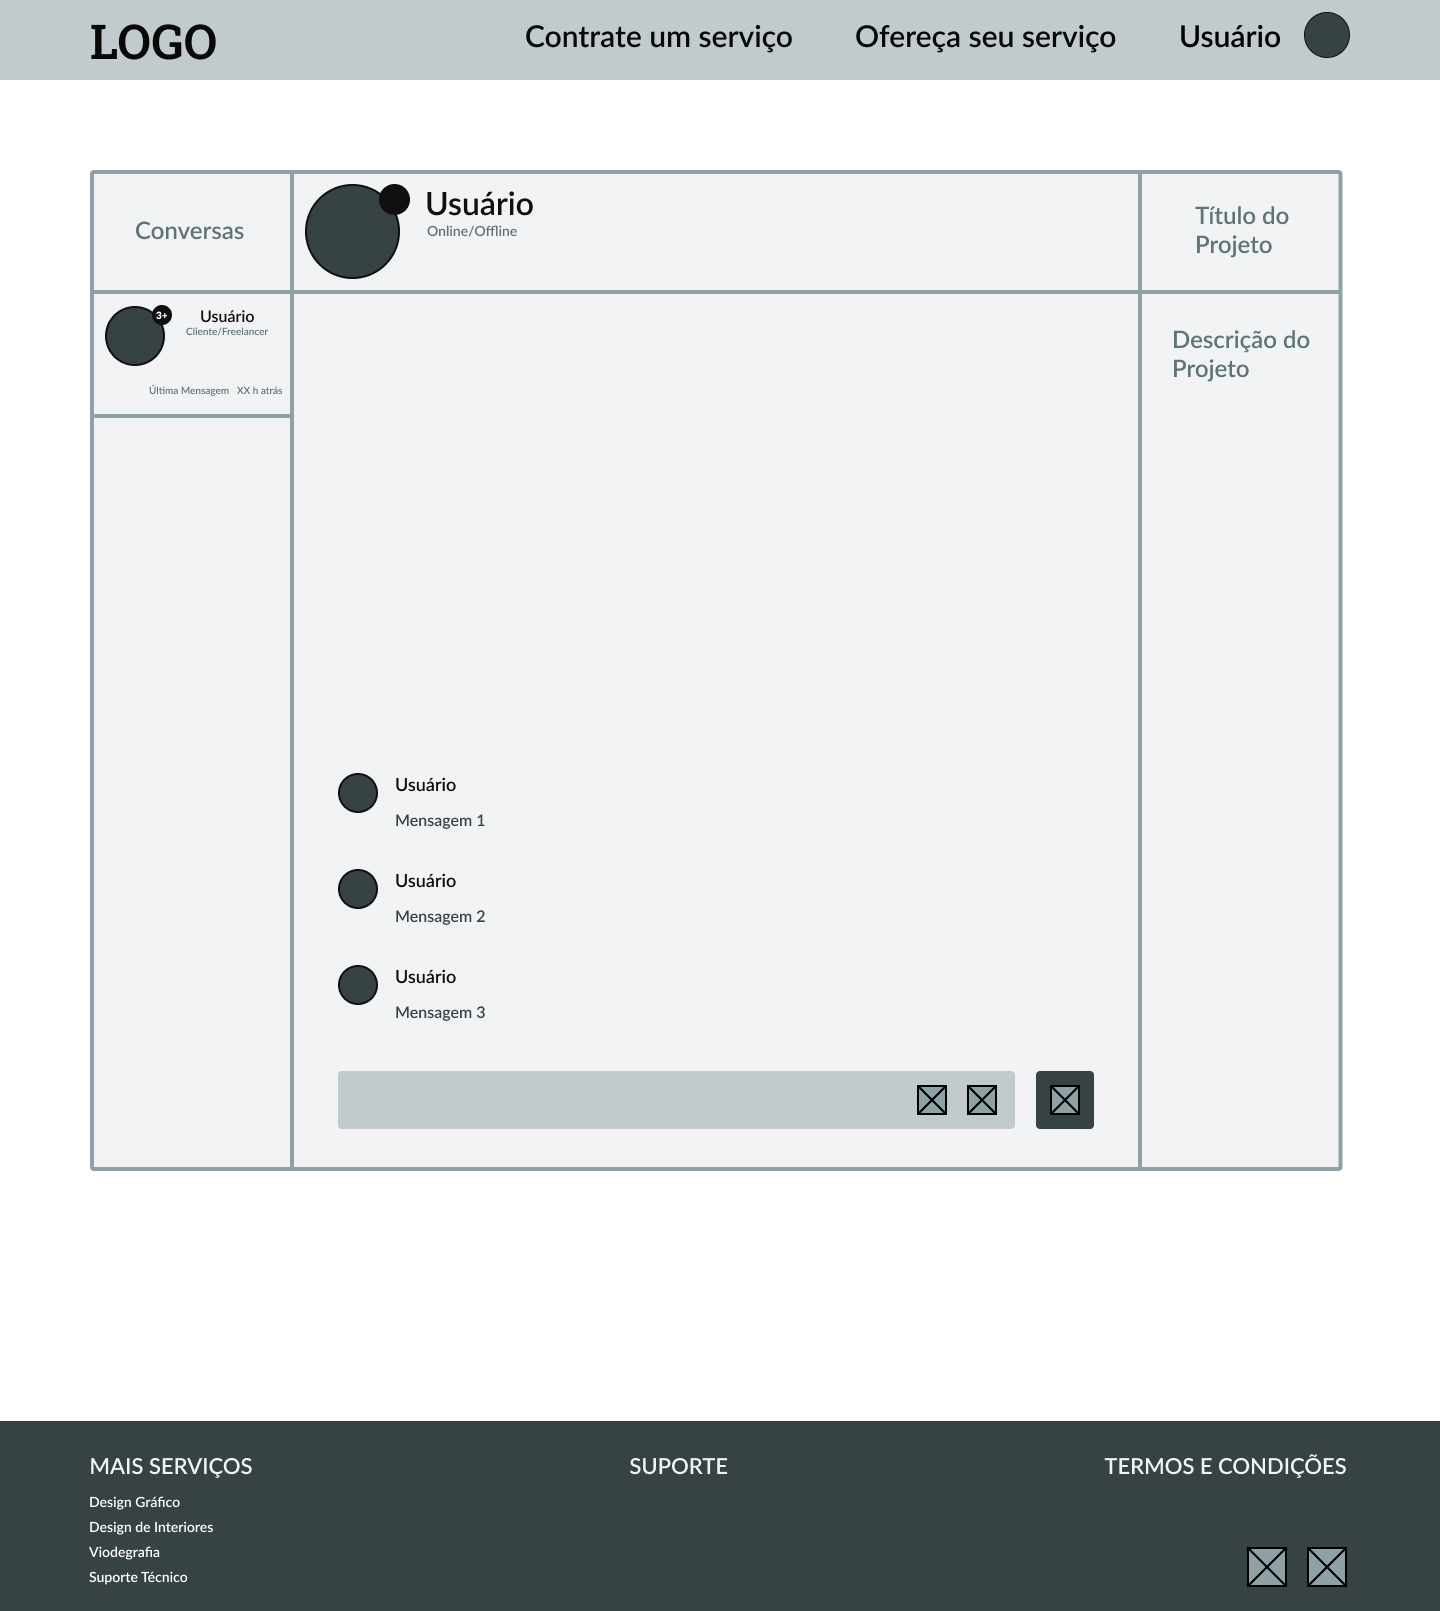 LOGO
Contrate um serviço
Ofereça seu serviço
Usuário
Conversas
Usuário
Online/Offline
Título do
Projeto
3+
Usuário
Cliente/Freelancer
Última Mensagem XX h atrás
Descrição do
Projeto
Usuário
Mensagem 1
Usuário
Mensagem 2
Usuário
Mensagem 3
MAIS SERVIÇOS
Design Gráfico
Design de Interiores
Viodegrafia
Suporte Técnico
SUPORTE
TERMOS E CONDIÇÕES